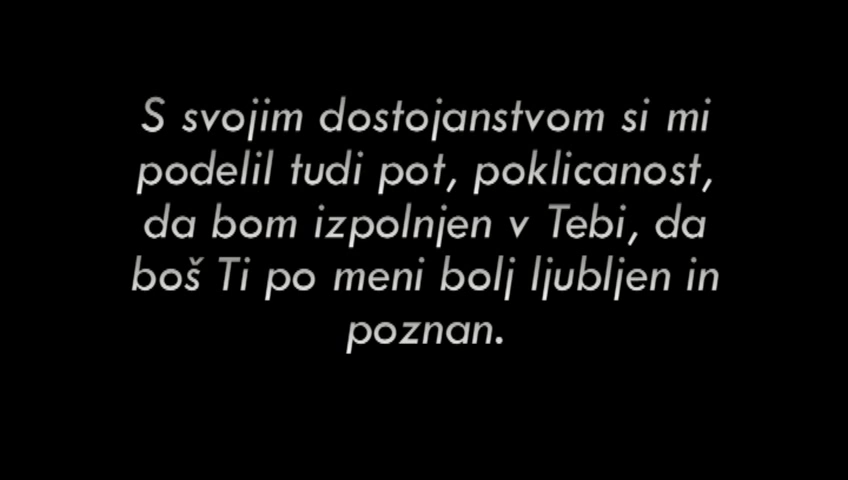 S svojim dostojanstvom si mi
podelil tudi pot, poklicanost,
da bom izpolnjen v Tebi, da
boš Ti po meni bolj ljubljen in
poznan.